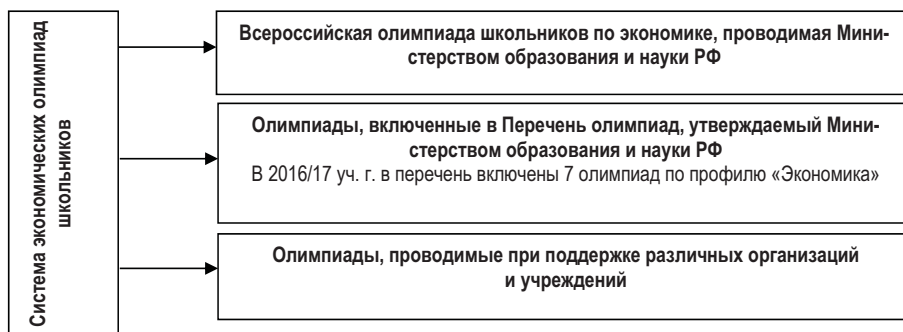 Система экономических олимпиад
школьников
Всероссийская олимпиада школьников по экономике, проводимая Мини-
стерством образования и науки РФ
Олимпиады, включенные в Перечень олимпиад, утверждаемый Мини-
стерством образования и науки РФ
В 2016/17 уч. г. в перечень включены 7 олимпиад по профилю «Экономика»
Олимпиады, проводимые при поддержке различных организаций
и учреждений